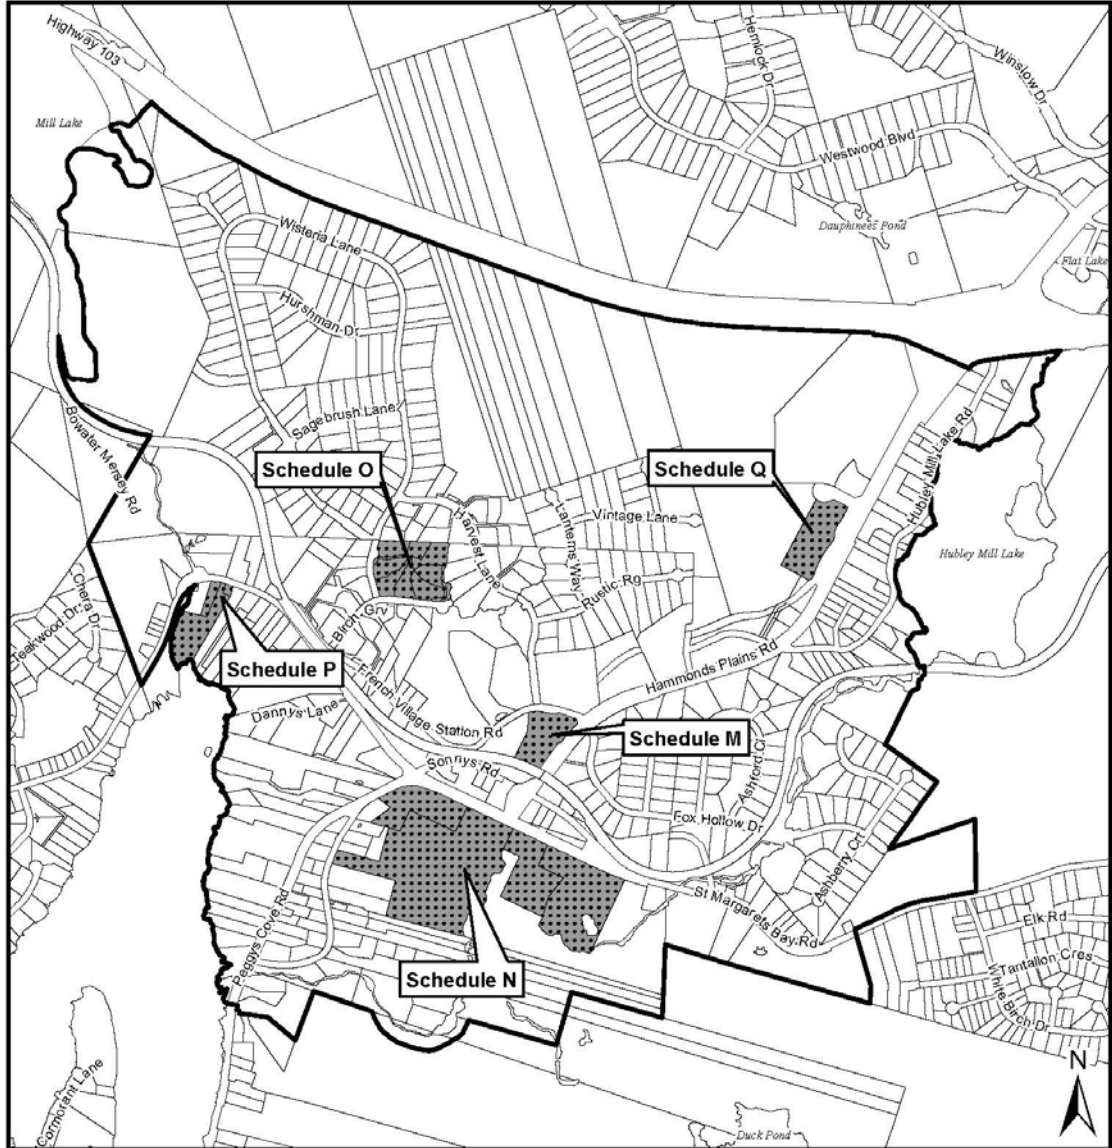 Highway 103
Hemlock Dr
Winslow Dr
Mill Lake
Westwood Blvd
Dauphinees Pond
Wisteria Lane
Flat Lake
Hurshman Dr
Sagebrush Lane
Bowater Mersey Rd
Schedule O
Schedule Q
Hubley Mill Lake Rd
Harvest Lane
Lanterns Way
Vintage Lane
Hubley Mill Lake
Chera Dr
Teakwood Dr
Rustic Rg
Birch Grv
Schedule P
Hammonds Plains Rd
French Village Station Rd
Dannys Lane
Schedule M
Sonnys Rd
Ashford Cl
Fox Hollow Dr
Ashberry Crt
St Margarets Bay Rd
Peggys Cove Rd
Elk Rd
Tantallon Cros
Schedule N
White Birch Dr
N
Cormorant Lane
Duck Pond